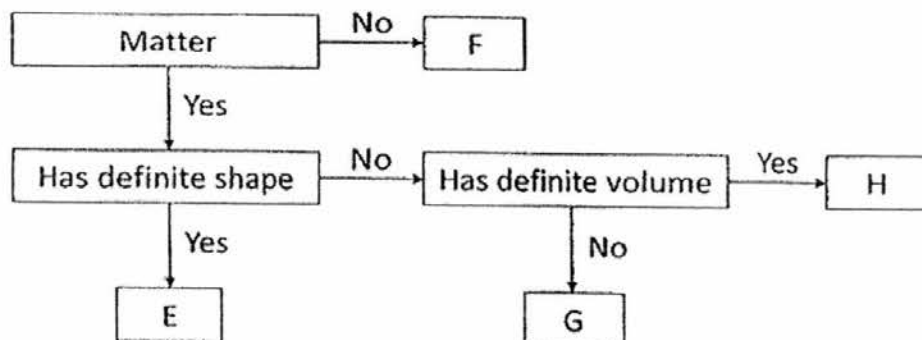 Matter
No
F
Yes
Has definite shape
No
Has definite volume
Yes
H
Yes
No
E
G